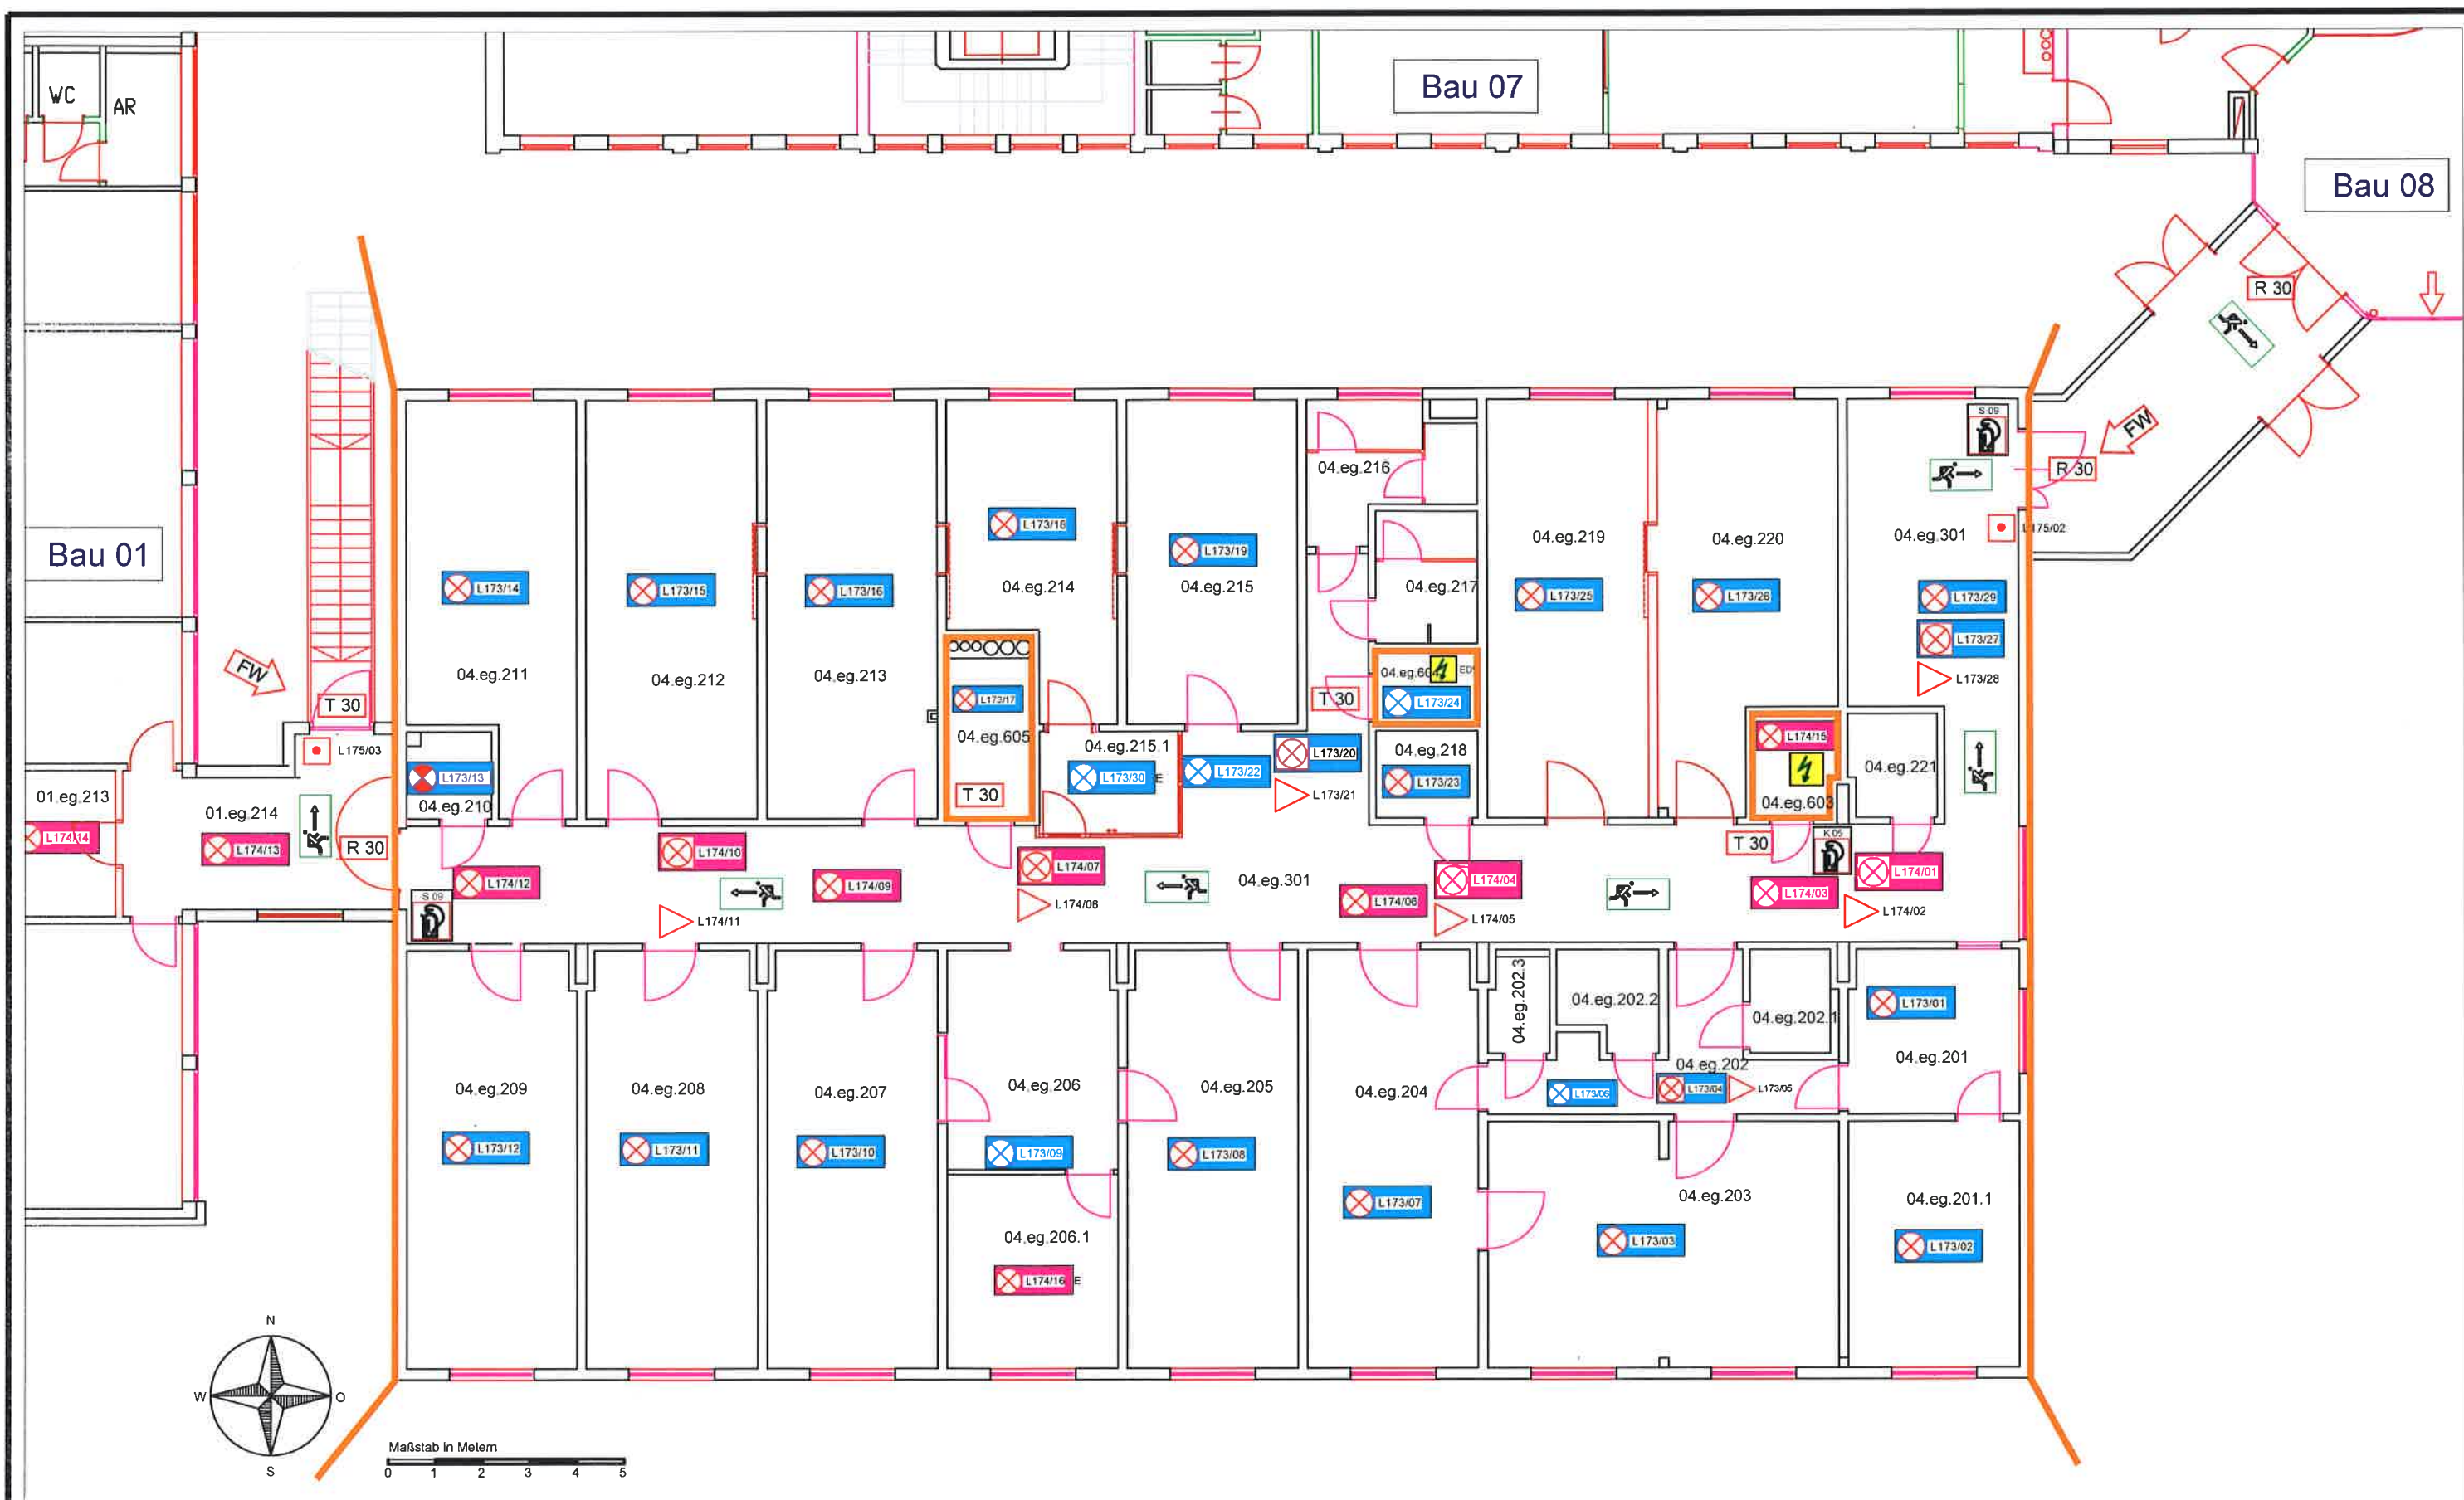 WC
AR
Bau 07
Bau 08
R 30
S 09
FW
R 30
04.eg.216
L173/18
L173/19
04.eg.301
L175/02
Bau 01
04.eg.219
04.eg.220
L173/14
L173/15
L173/16
04.eg.214
04.eg.215
04.eg.217
L173/25
L173/26
L173/29
L173/27
L173/28
FW
T 30
04.eg.211
04.eg.212
04.eg.213
L173/17
T 30
L173/24
04.eg.605
L175/03
04.eg.215.1
L173/20
04.eg.218
L174/15
L173/13
L173/30 E
L173/22
L173/21
L173/23
04.eg.221
01.eg.213
01.eg.214
04.eg.210
T 30
04.eg.603
L174/14
L174/13
R 30
L174/10
L174/07
T 30
K 05
L174/12
L174/09
04.eg.301
L174/04
L174/03
L174/01
S 09
L174/11
L174/08
L174/06
L174/05
L174/02
04.eg.202.3
04.eg.202.2
04.eg.202.1
L173/01
04.eg.209
04.eg.208
04.eg.207
04.eg.206
04.eg.205
04.eg.204
04.eg.202
04.eg.201
L173/06
L173/04
L173/05
L173/12
L173/11
L173/10
L173/09
L173/08
L173/07
04.eg.203
04.eg.201.1
04.eg.206.1
L173/03
L173/02
L174/16 E
N
W
O
S
Maßstab in Metern
0 1 2 3 4 5